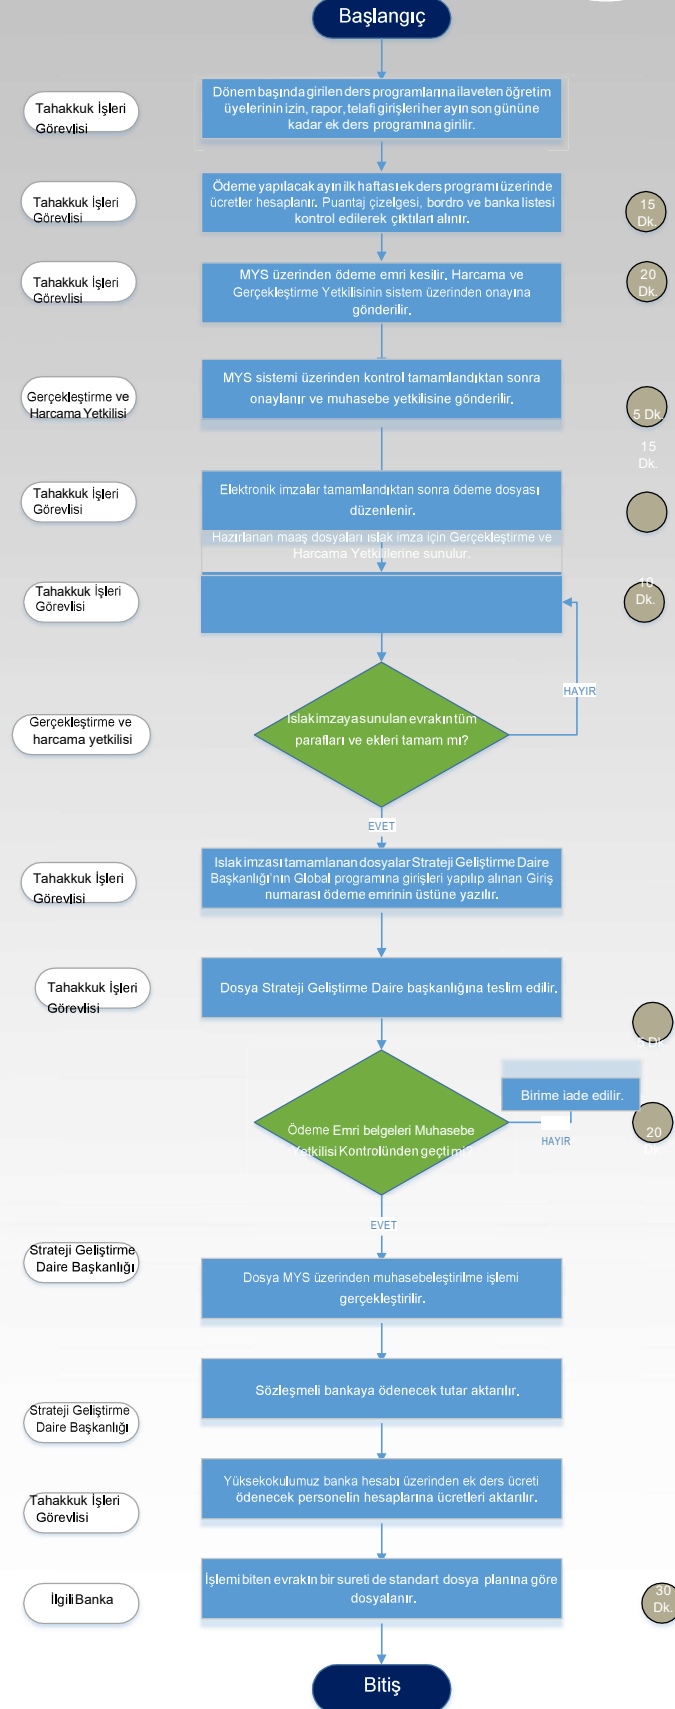 Başlangıç
Tahakkuk İşleri
Görevlisi
Dönem başında girilen ders programlarına ilaveten öğretim
üyelerinin izin, rapor, telafi girişleri her ayın son gününe
kadar ek ders programına girilir.
Tahakkuk İşleri
Görevlisi
Ödeme yapılacak ayın ilk haftası ek ders programı üzerinde
ücretler hesaplanır. Puantaj çizelgesi, bordro ve banka listesi
kontrol edilerek çıktıları alınır.
15
Dk.
Tahakkuk İşleri
Görevlisi
MYS üzerinden ödeme emri kesilir. Harcama ve
Gerçekleştirme Yetkilisinin sistem üzerinden onayına
gönderilir.
20
Dk.
Gerçekleştirme ve
Harcama Yetkilisi
MYS sistemi üzerinden kontrol tamamlandıktan sonra
onaylanır ve muhasebe yetkilisine gönderilir.
5 Dk.
15
Dk.
Tahakkuk İşleri
Görevlisi
Elektronik imzalar tamamlandıktan sonra ödeme dosyası
düzenlenir.
Hazırlanan maaş dosyaları ıslak imza için Gerçekleştirme ve
Harcama Yetkililerine sunulur.
Tahakkuk İşleri
Görevlisi
10
Dk.
HAYIR
Gerçekleştirme ve
harcama yetkilisi
Islak imzaya sunulan evrakın tüm
parafları ve ekleri tamam mı?
EVET
Tahakkuk İşleri
Görevlisi
Islak imzası tamamlanan dosyalar Strateji Geliştirme Daire
Başkanlığı'nın Global programına girişleri yapılıp alınan Giriş
numarası ödeme emrinin üstüne yazılır.
Tahakkuk İşleri
Görevlisi
Dosya Strateji Geliştirme Daire başkanlığına teslim edilir.
5 Dk.
Birime iade edilir.
Ödeme Emri belgeleri Muhasebe
Yetkilisi Kontrolünden geçti mi?
HAYIR
20
Dk.
EVET
Strateji Geliştirme
Daire Başkanlığı
Dosya MYS üzerinden muhasebeleştirilme işlemi
gerçekleştirilir.
Sözleşmeli bankaya ödenecek tutar aktarılır.
Strateji Geliştirme
Daire Başkanlığı
Yüksekokulumuz banka hesabı üzerinden ek ders ücreti
ödenecek personelin hesaplarına ücretleri aktarılır.
Tahakkuk İşleri
Görevlisi
İşlemi biten evrakın bir sureti de standart dosya planına göre
dosyalanır.
İlgili Banka
30
Dk.
Bitiş